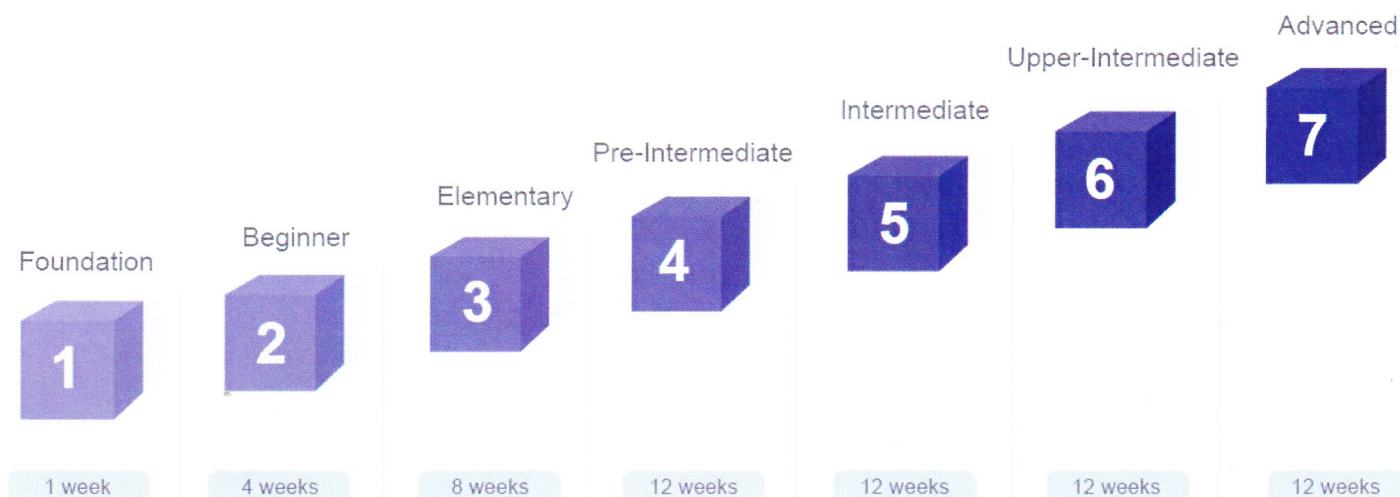 Advanced
Upper-Intermediate
Intermediate
Pre-Intermediate
Elementary
Beginner
Foundation
7
6
5
4
3
2
1
1 week
4 weeks
8 weeks
12 weeks
12 weeks
12 weeks
12 weeks